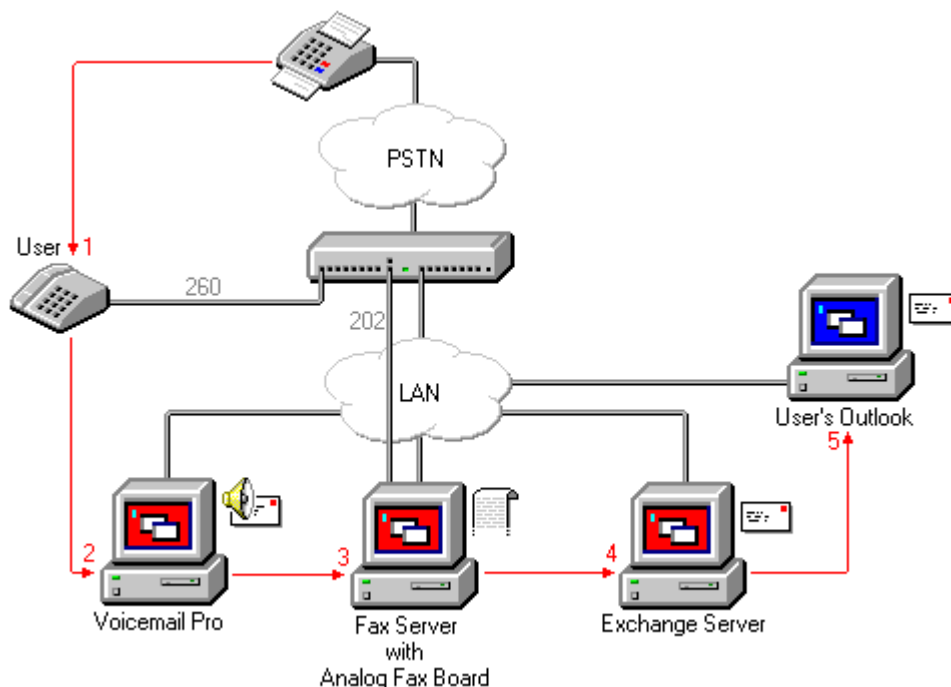 PSTN
User
1
260
202
LAN
User's Outlook
5
2
3
4
Voicemail Pro
Fax Server
with
Analog Fax Board
Exchange Server